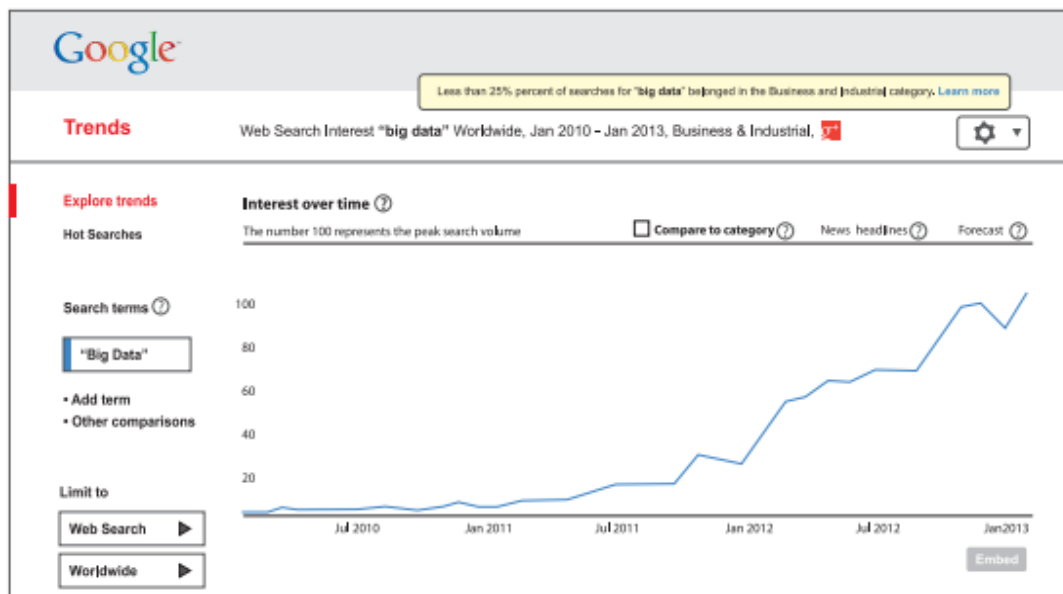 Google
Less than 25% percent of searches for "big data" belonged in the Business and Industrial category. Learn more
Trends
Web Search Interest "big data" Worldwide, Jan 2010 – Jan 2013, Business & Industrial, g+
Explore trends
Hot Searches
Interest over time ?
The number 100 represents the peak search volume
Compare to category ? News headlines ? Forecast ?
Search terms ?
"Big Data"
• Add term
• Other comparisons
Limit to
Web Search
Worldwide
100
80
60
40
20
Jul 2010 Jan 2011 Jul 2011 Jan 2012 Jul 2012 Jan2013
Embed